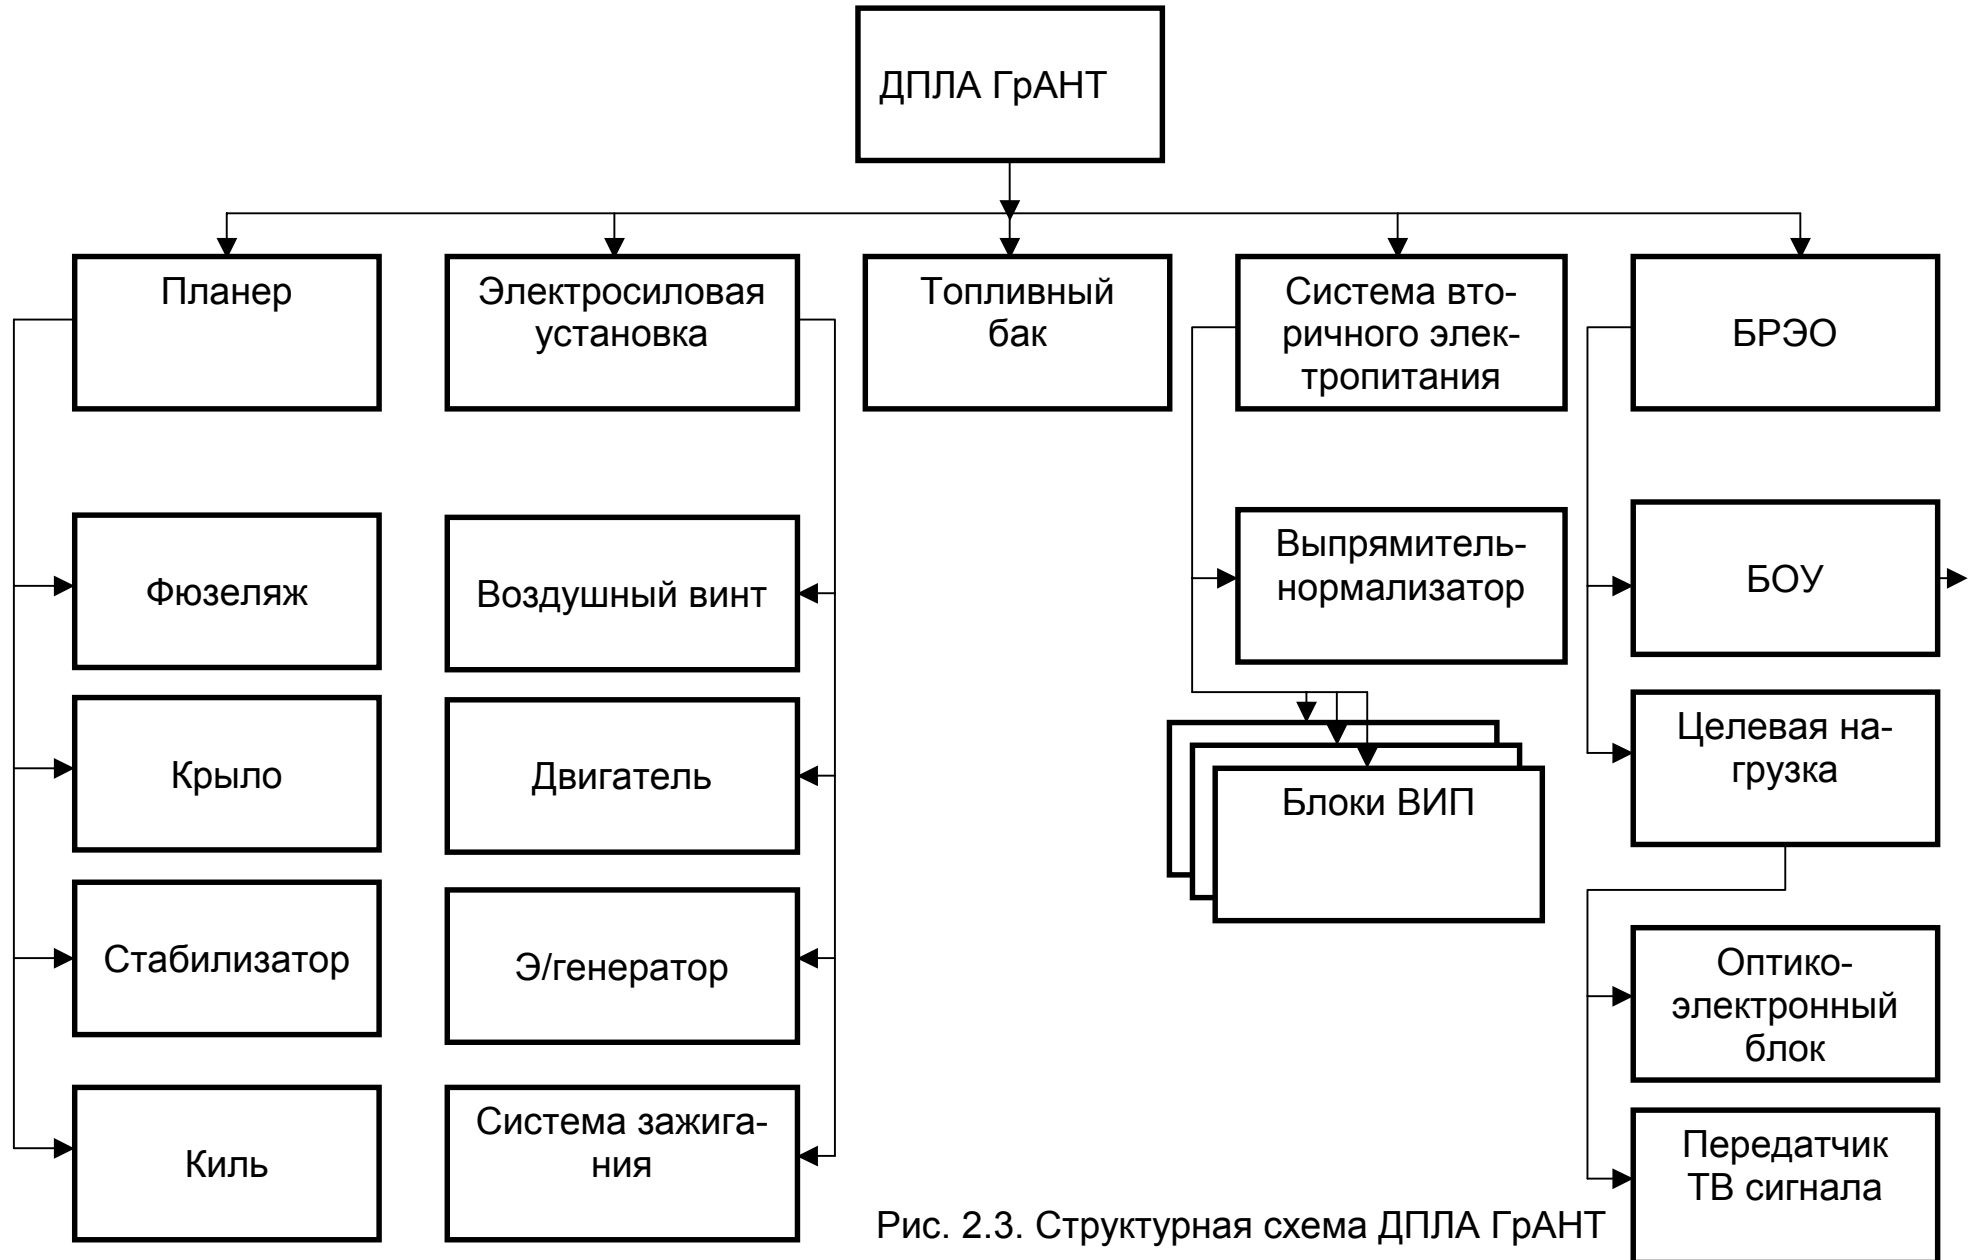 ДПЛА ГрАНТ
Планер
Электросиловая
установка
Топливный
бак
Система вто-
ричного элек-
тропитания
БРЭО
Фюзеляж
Воздушный винт
Выпрямитель-
нормализатор
БОУ
Крыло
Двигатель
Блоки ВИП
Целевая на-
грузка
Стабилизатор
Э/генератор
Оптико-
электронный
блок
Киль
Система зажига-
ния
Передатчик
ТВ сигнала
Рис. 2.3. Структурная схема ДПЛА ГрАНТ